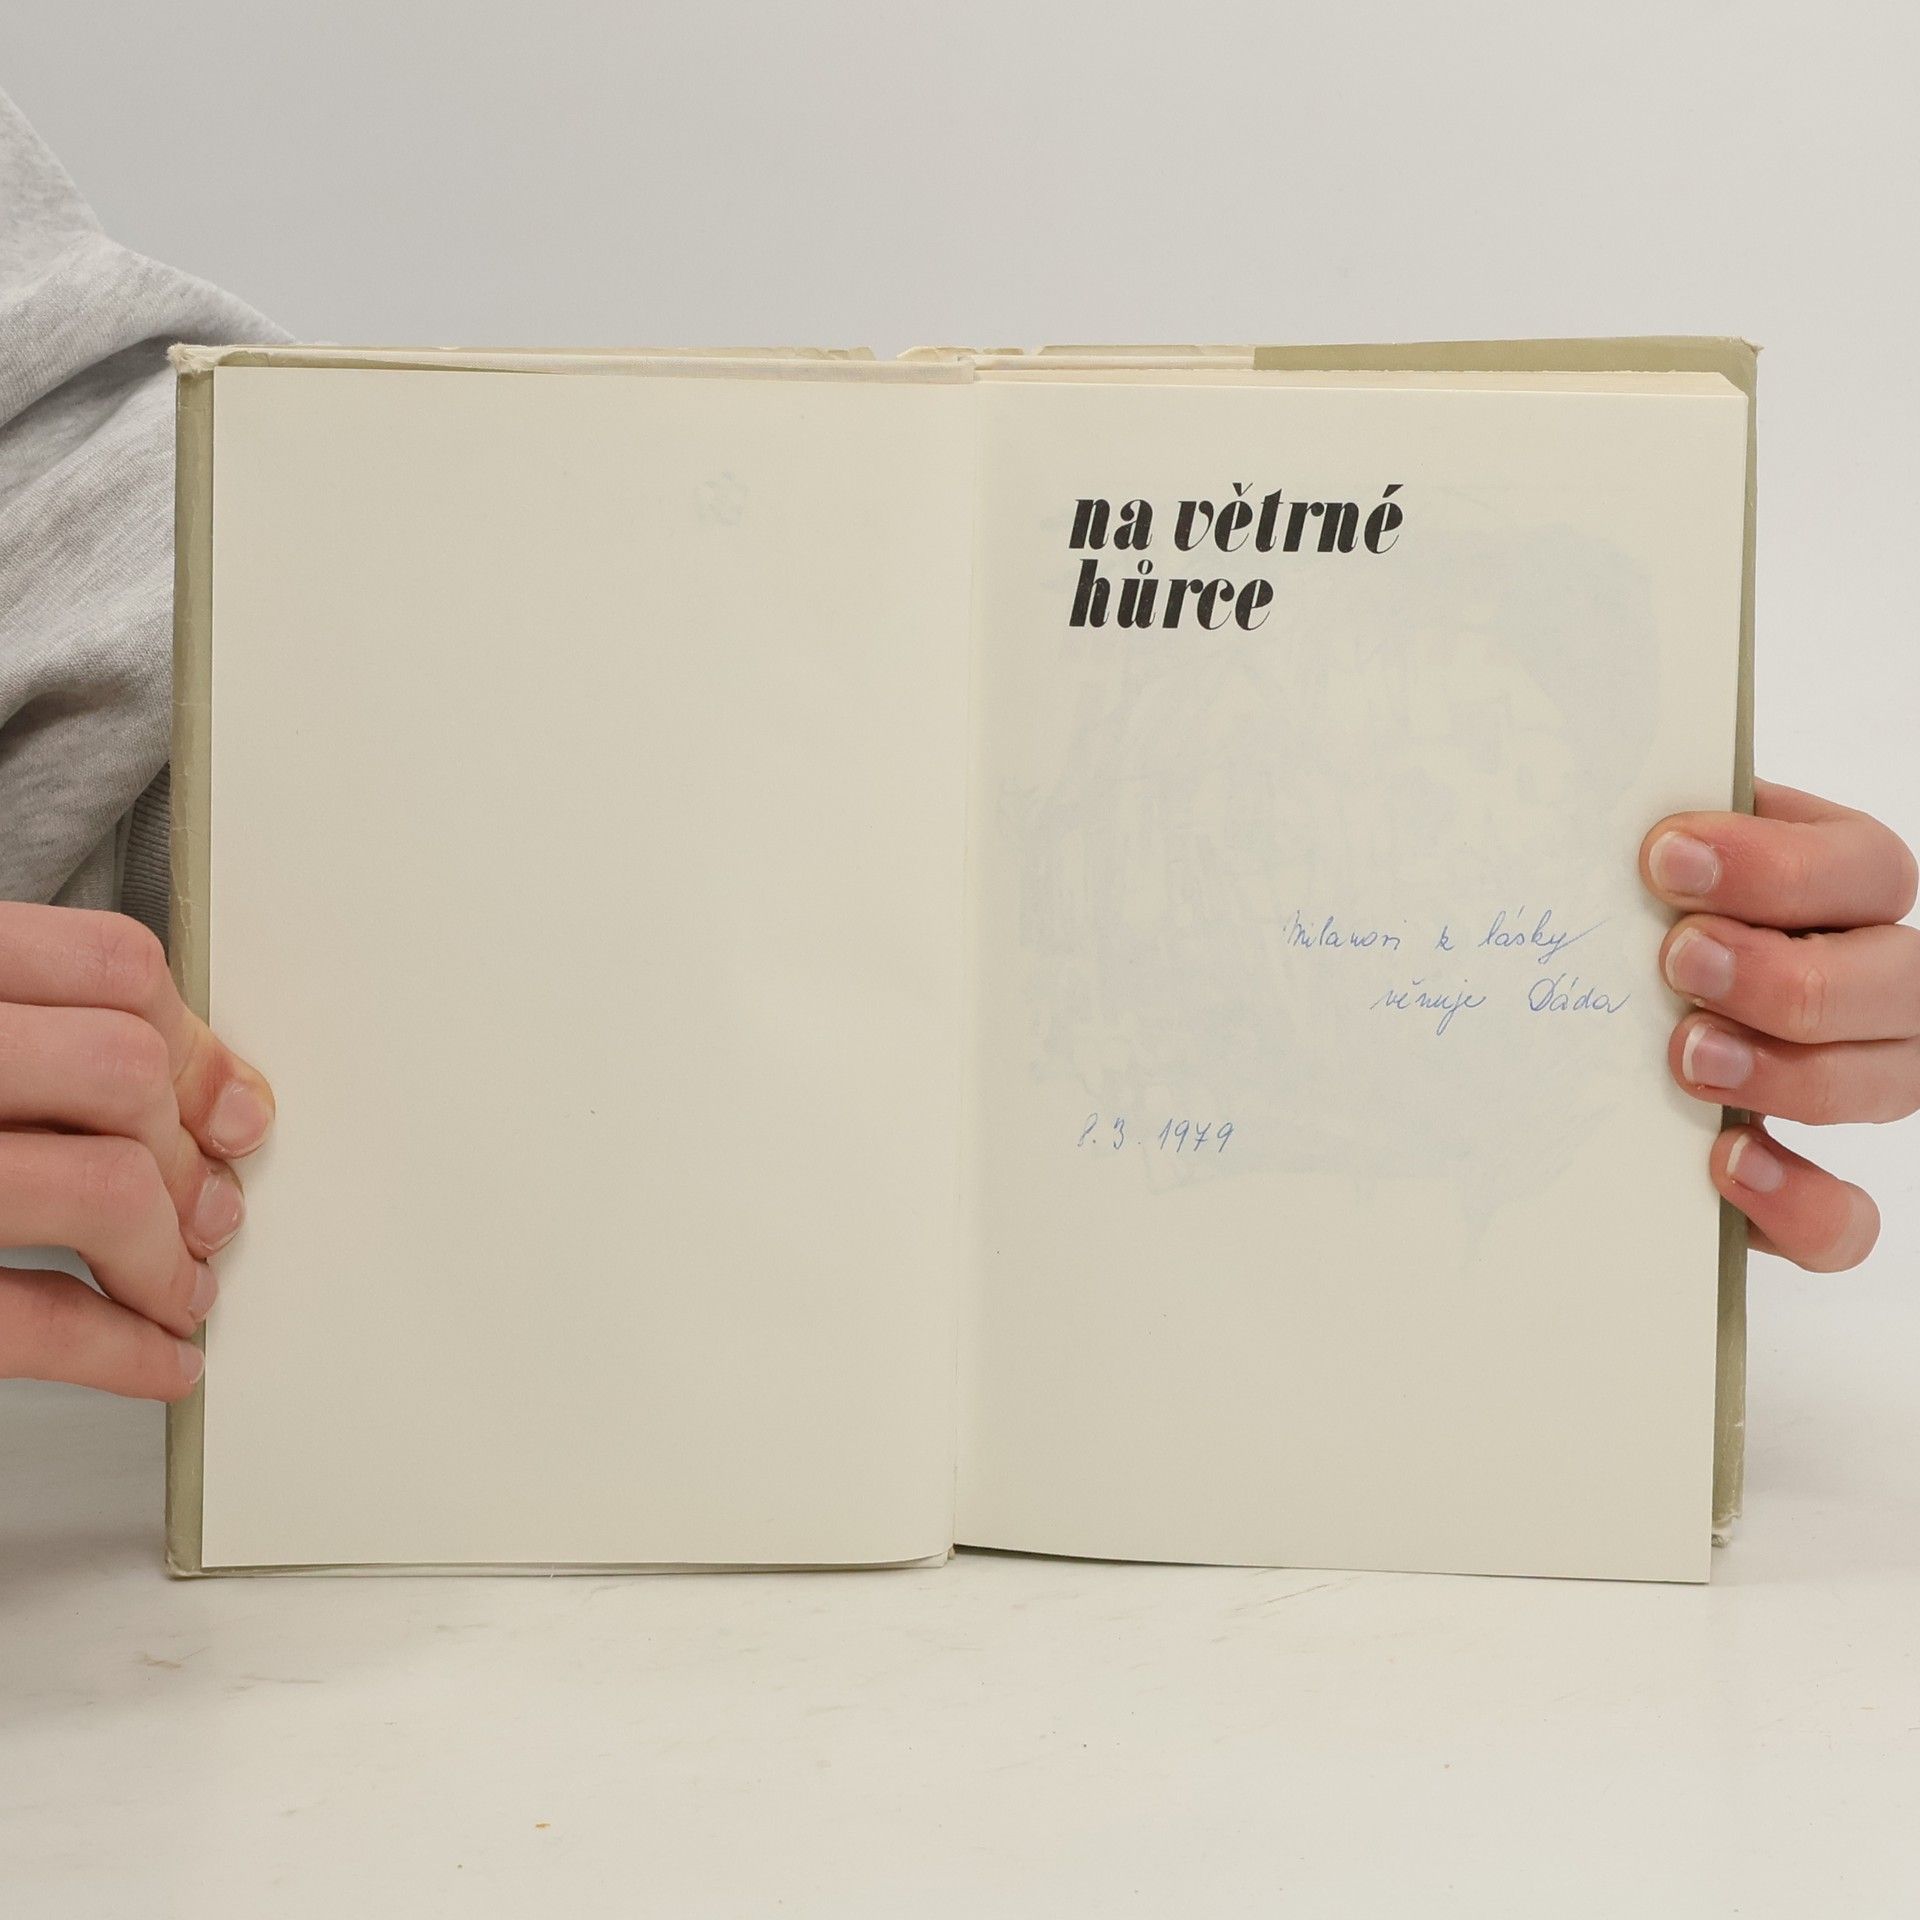 na větrné
hůrce
Milanovi z lásky
věnuje Dáda
8. 3. 1979